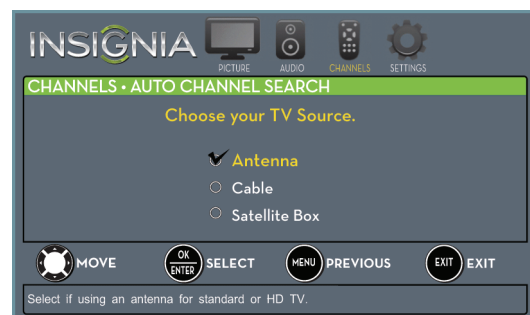 INSIGNIA
PICTURE AUDIO CHANNELS SETTINGS
CHANNELS • AUTO CHANNEL SEARCH
Choose your TV Source.
Antenna
Cable
Satellite Box
MOVE OK ENTER SELECT MENU PREVIOUS EXIT EXIT
Select if using an antenna for standard or HD TV.